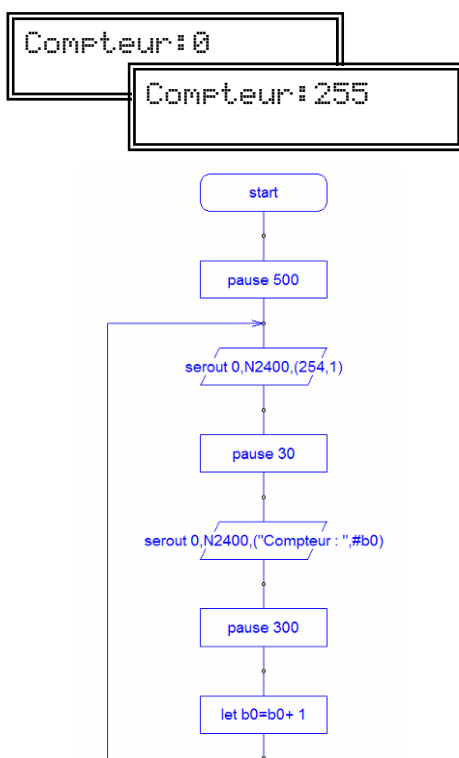 Compteur:0
Compteur:255
start
pause 500
serout 0,N2400,(254,1)
pause 30
serout 0,N2400,("Compteur : ",#b0)
pause 300
let b0=b0+ 1